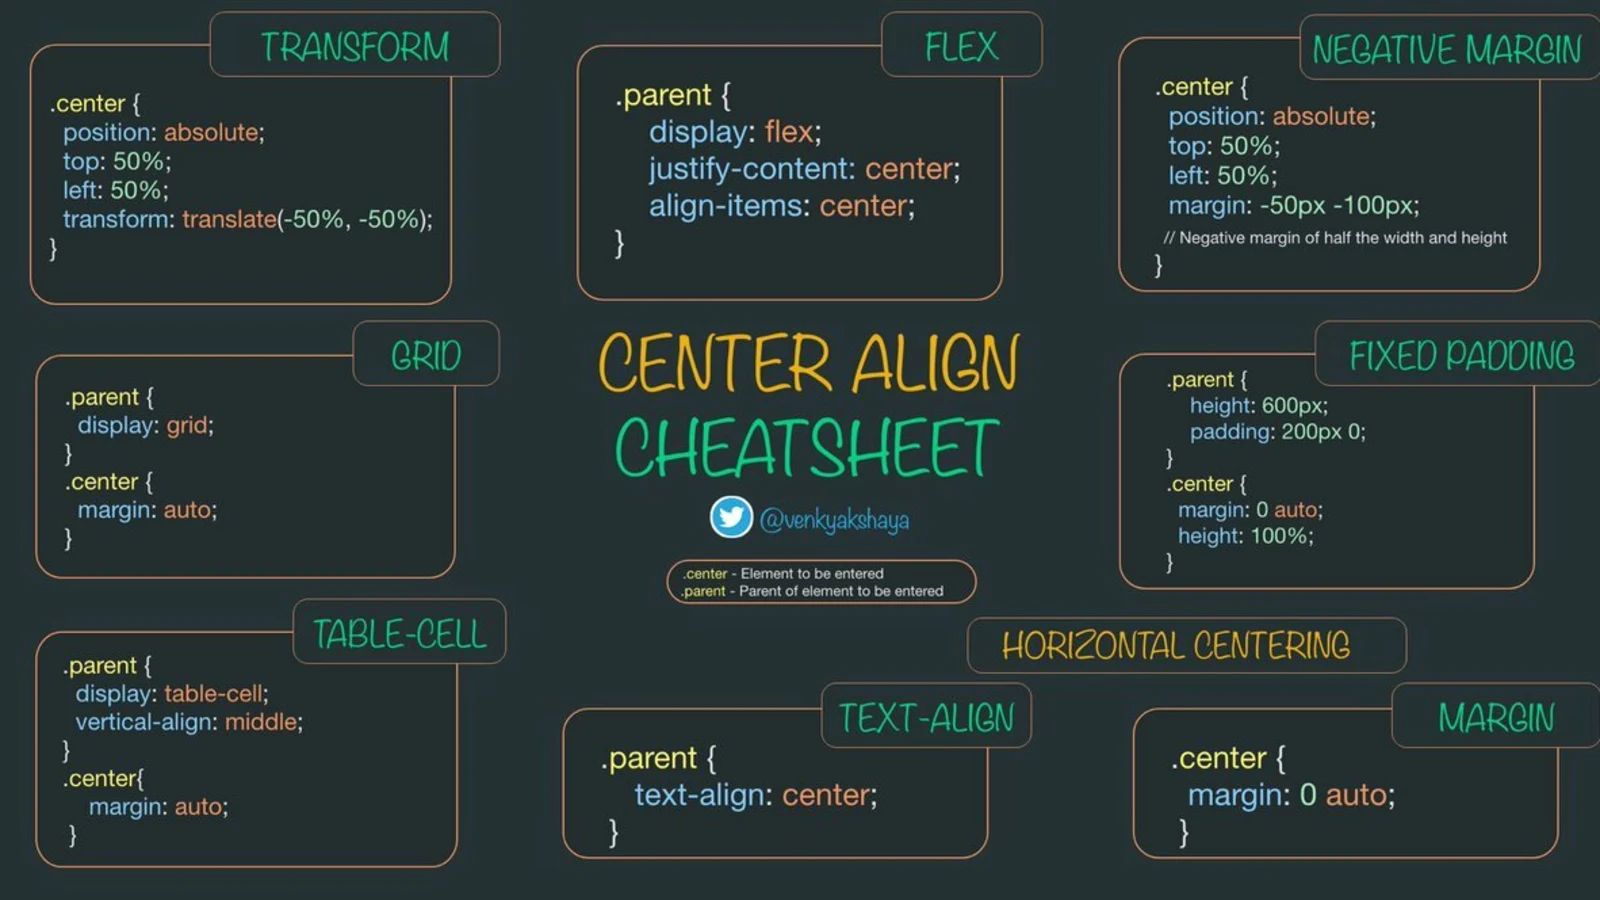 TRANSFORM
.center {
position: absolute;
top: 50%;
left: 50%;
transform: translate(-50%, -50%);
}
FLEX
.parent {
display: flex;
justify-content: center;
align-items: center;
}
NEGATIVE MARGIN
.center {
position: absolute;
top: 50%;
left: 50%;
margin: -50px -100px;
// Negative margin of half the width and height
}
GRID
.parent {
display: grid;
}
.center {
margin: auto;
}
CENTER ALIGN
CHEATSHEET
@venkyakshaya
.center - Element to be entered
.parent - Parent of element to be entered
FIXED PADDING
.parent {
height: 600px;
padding: 200px 0;
}
.center {
margin: 0 auto;
height: 100%;
}
TABLE-CELL
.parent {
display: table-cell;
vertical-align: middle;
}
.center{
margin: auto;
}
HORIZONTAL CENTERING
TEXT-ALIGN
.parent {
text-align: center;
}
MARGIN
.center {
margin: 0 auto;
}